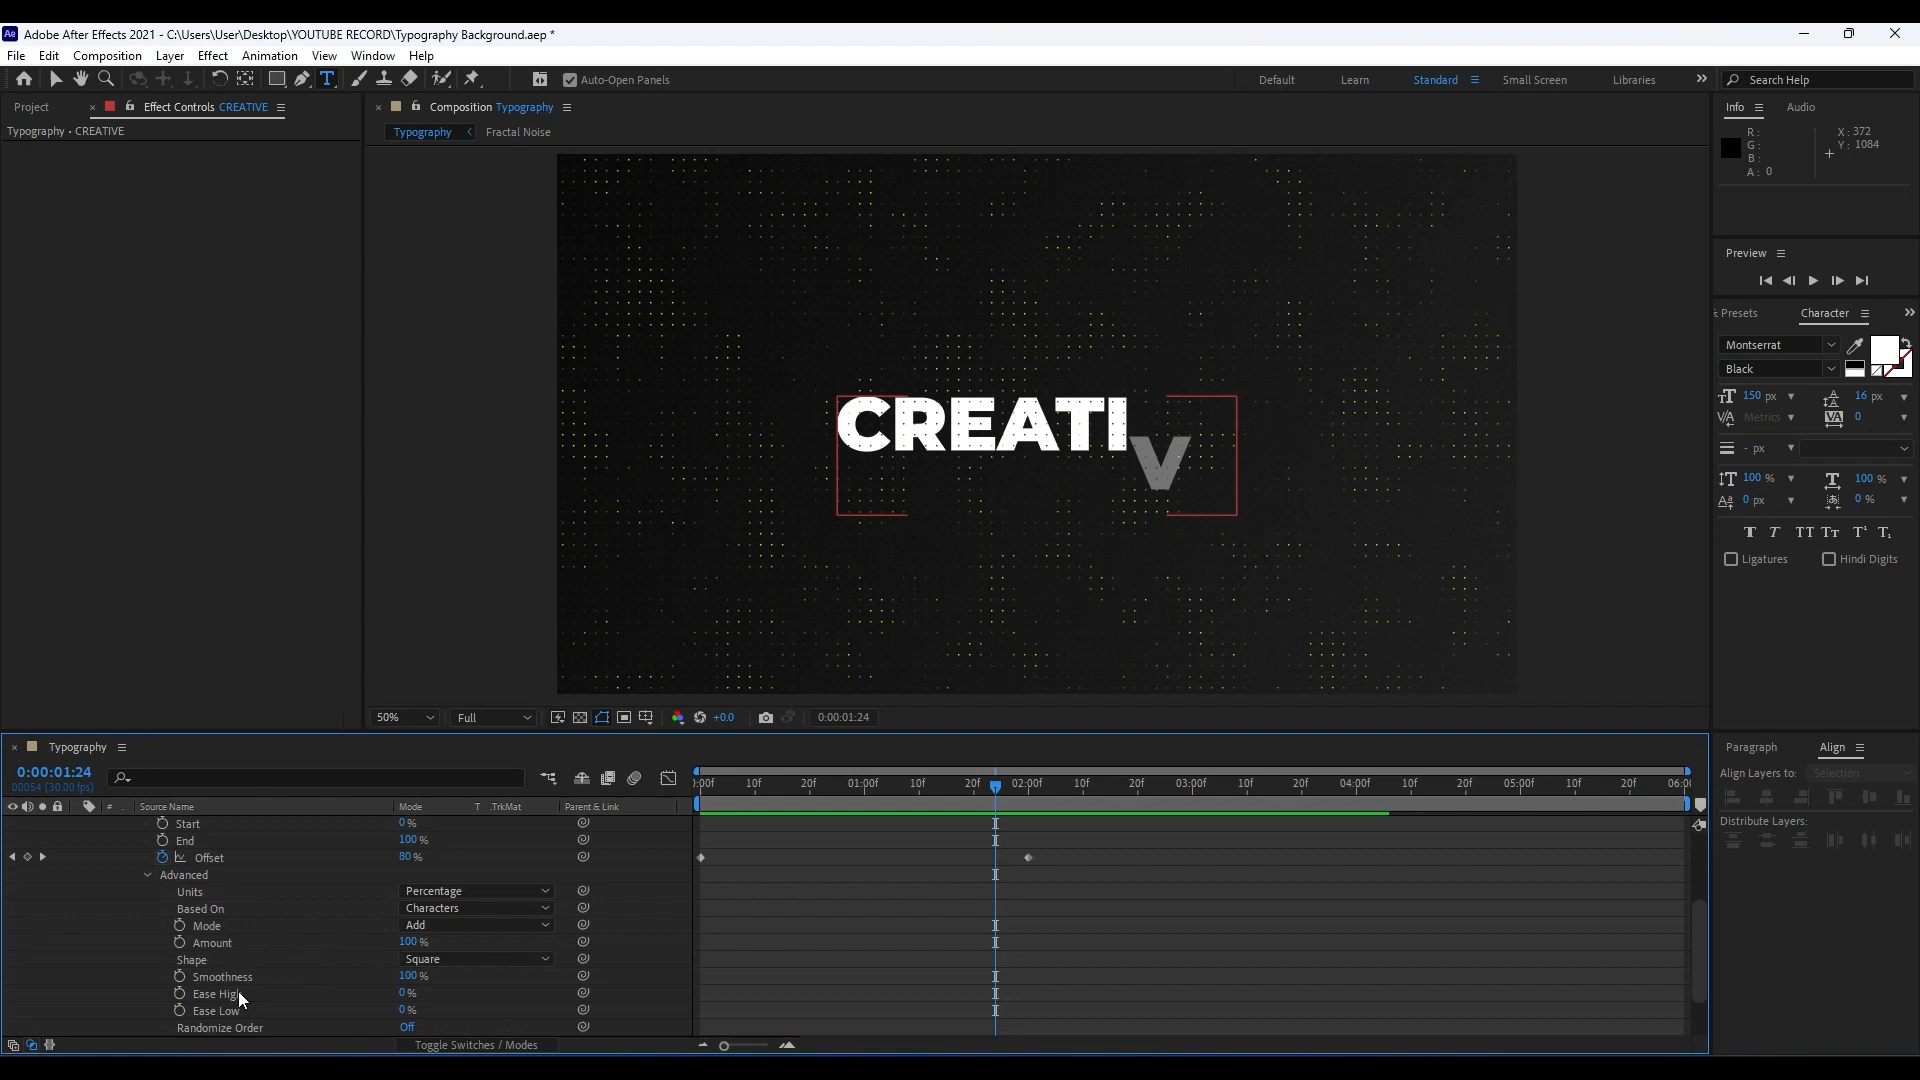 Ae Adobe After Effects 2021 - C:\Users\User\Desktop\YOUTUBE RECORD\Typography Background.aep *
File Edit Composition Layer Effect Animation View Window Help
Auto-Open Panels Default Learn Standard Small Screen Libraries Search Help
Project Effect Controls CREATIVE
Typography • CREATIVE
Composition Typography
Typography Fractal Noise
CREATI
V
50% Full +0.0 0:00:01:24
Info Audio
R: X: 372
G: Y: 1084
B:
A: 0
Preview
Presets Character
Montserrat
Black
150 px 16 px
Metrics 0
- px
100 % 100 %
0 px 0 %
Ligatures Hindi Digits
Typography
0:00:01:24
00054 (30.00 fps)
# Source Name Mode T .TrkMat Parent & Link
Start 0 %
End 100 %
Offset 80 %
Advanced
Units Percentage
Based On Characters
Mode Add
Amount 100 %
Shape Square
Smoothness 100 %
Ease High 0 %
Ease Low 0 %
Randomize Order Off
Toggle Switches / Modes
):00f 10f 20f 01:00f 10f 20f 02:00f 10f 20f 03:00f 10f 20f 04:00f 10f 20f 05:00f 10f 20f 06:0(
Paragraph Align
Align Layers to: Selection
Distribute Layers: